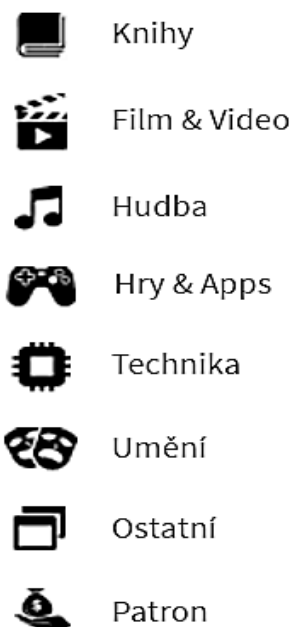 Knihy
Film & Video
Hudba
Hry & Apps
Technika
Umění
Ostatní
Patron